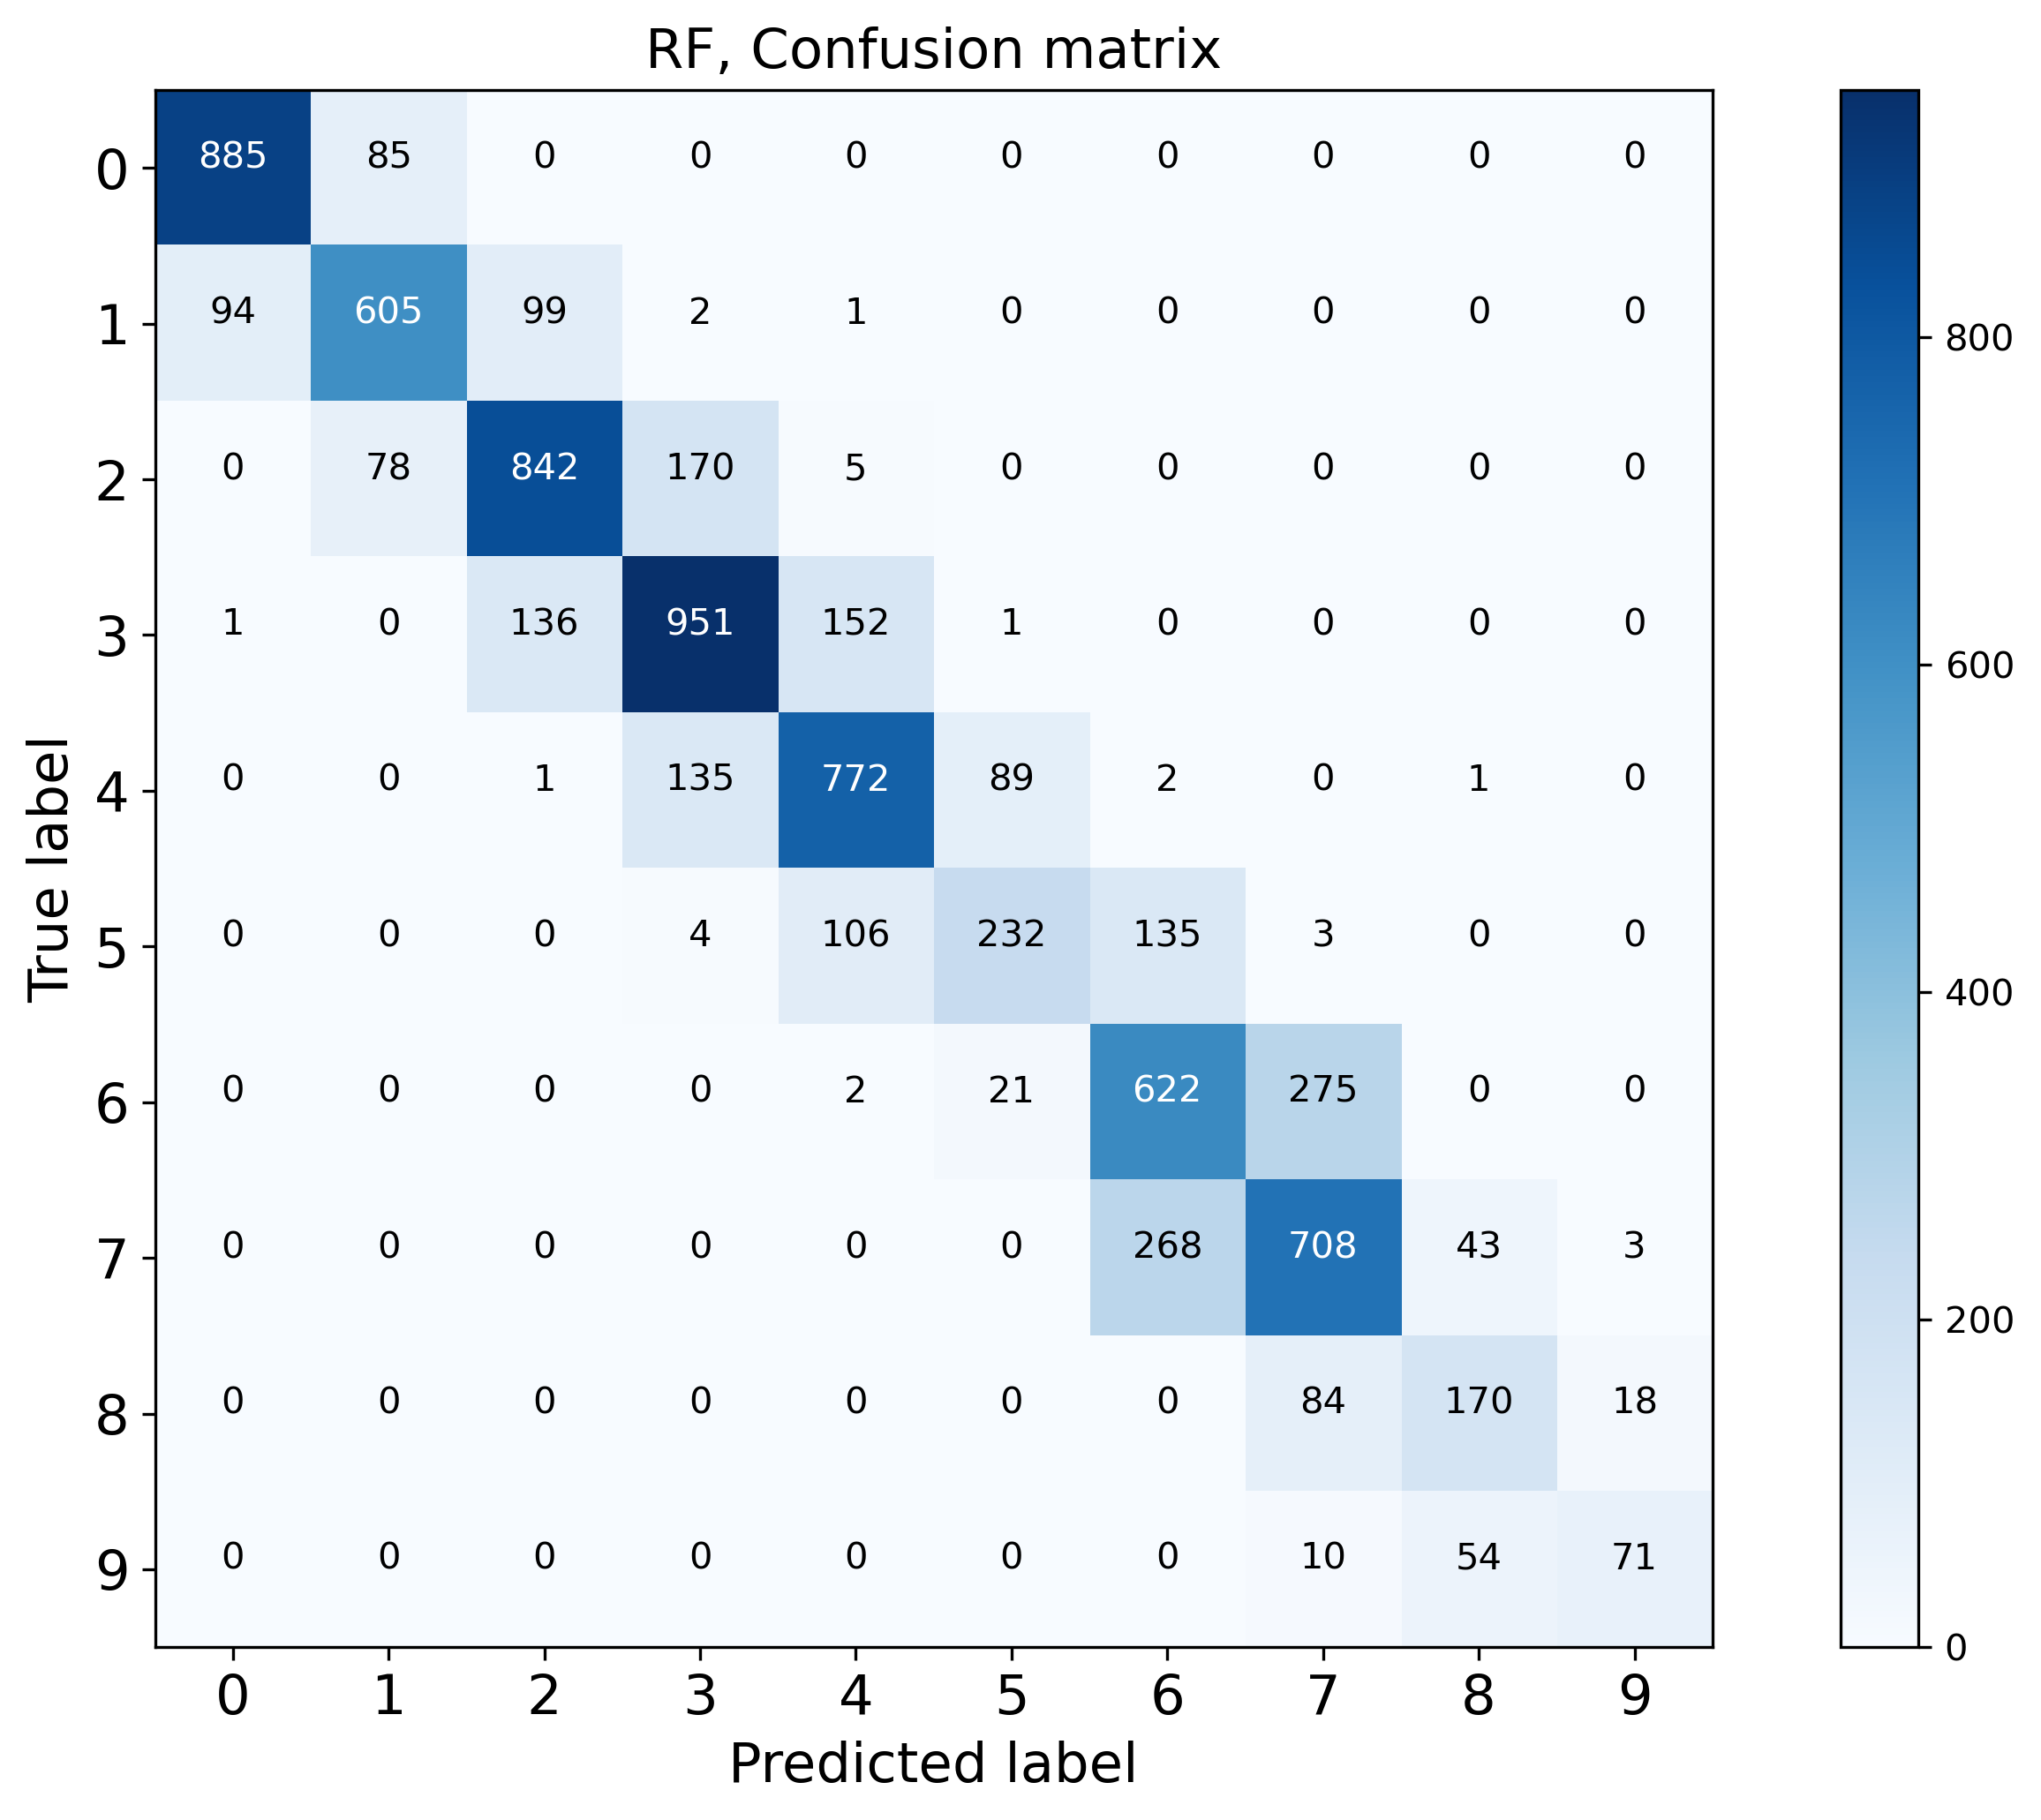 RF, Confusion matrix
0 885 85 0 0 0 0 0 0 0 0
1 94 605 99 2 1 0 0 0 0 0
2 0 78 842 170 5 0 0 0 0 0
3 1 0 136 951 152 1 0 0 0 0
4 0 0 1 135 772 89 2 0 1 0
5 0 0 0 4 106 232 135 3 0 0
6 0 0 0 0 2 21 622 275 0 0
7 0 0 0 0 0 0 268 708 43 3
8 0 0 0 0 0 0 0 84 170 18
9 0 0 0 0 0 0 0 10 54 71
0 1 2 3 4 5 6 7 8 9
Predicted label
True label
800
600
400
200
0